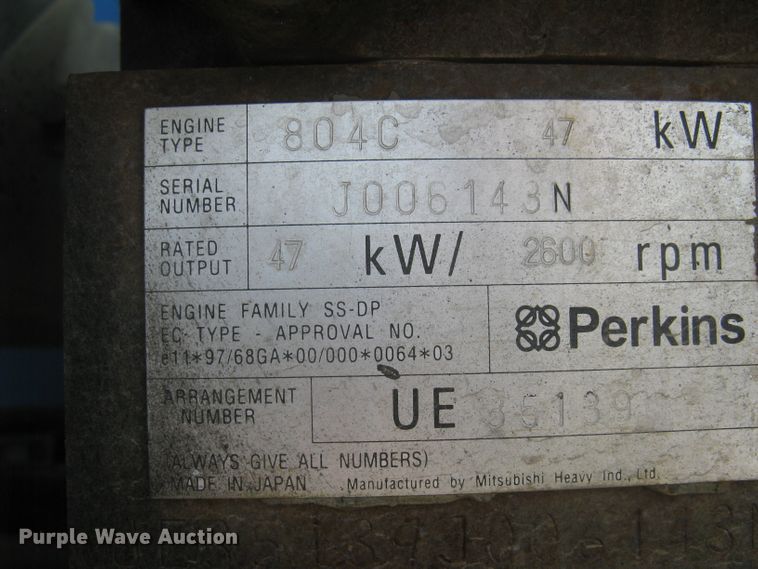 ENGINE TYPE 804C 47 kW
SERIAL NUMBER J006143N
RATED OUTPUT 47 kW/ 2600 rpm
ENGINE FAMILY SS-DP
EC-TYPE - APPROVAL NO.
e11*97/68GA*00/000*0064*03
Perkins
ARRANGEMENT NUMBER UE 35139
(ALWAYS GIVE ALL NUMBERS)
MADE IN JAPAN Manufactured by Mitsubishi Heavy Ind., Ltd.
Purple Wave Auction